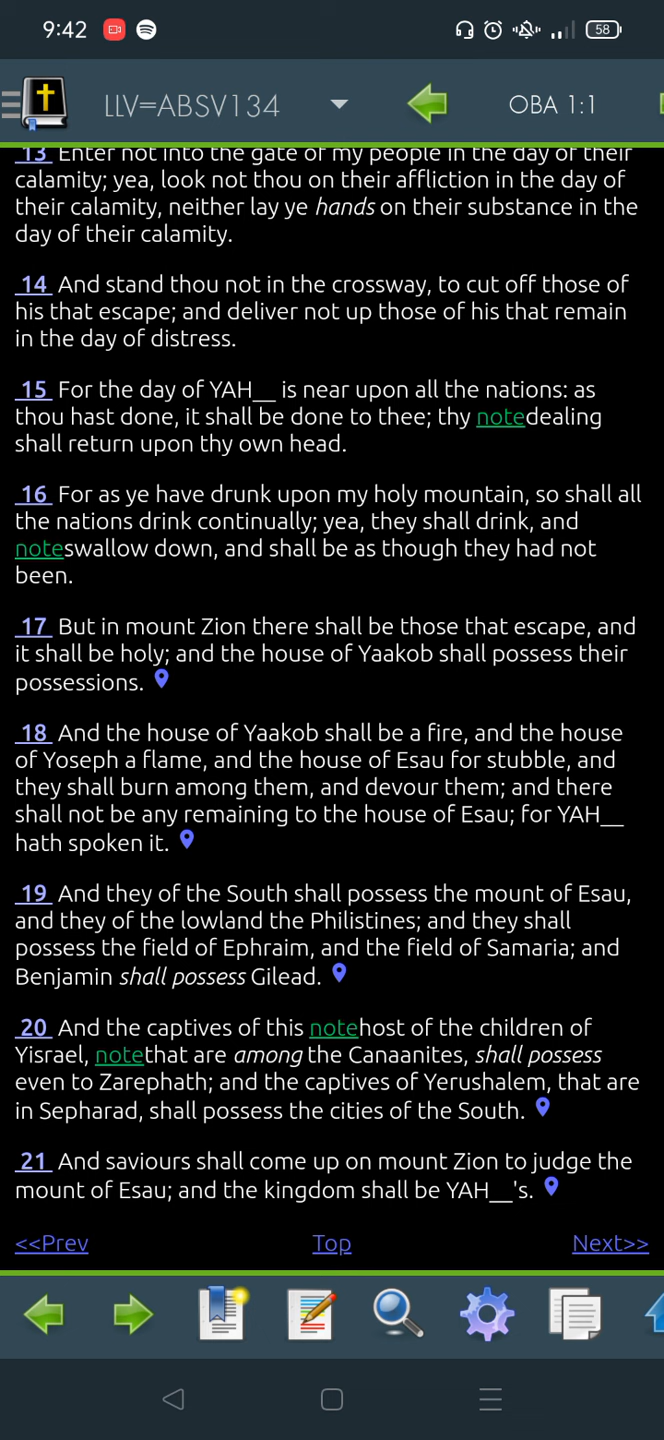 9:42
58
LLV=ABSV134
OBA 1:1
13 Enter not into the gate of my people in the day of their
calamity; yea, look not thou on their affliction in the day of
their calamity, neither lay ye hands on their substance in the
day of their calamity.
14 And stand thou not in the crossway, to cut off those of
his that escape; and deliver not up those of his that remain
in the day of distress.
15 For the day of YAH__ is near upon all the nations: as
thou hast done, it shall be done to thee; thy notedealing
shall return upon thy own head.
16 For as ye have drunk upon my holy mountain, so shall all
the nations drink continually; yea, they shall drink, and
noteswallow down, and shall be as though they had not
been.
17 But in mount Zion there shall be those that escape, and
it shall be holy; and the house of Yaakob shall possess their
possessions.
18 And the house of Yaakob shall be a fire, and the house
of Yoseph a flame, and the house of Esau for stubble, and
they shall burn among them, and devour them; and there
shall not be any remaining to the house of Esau; for YAH__
hath spoken it.
19 And they of the South shall possess the mount of Esau,
and they of the lowland the Philistines; and they shall
possess the field of Ephraim, and the field of Samaria; and
Benjamin shall possess Gilead.
20 And the captives of this notehost of the children of
Yisrael, notethat are among the Canaanites, shall possess
even to Zarephath; and the captives of Yerushalem, that are
in Sepharad, shall possess the cities of the South.
21 And saviours shall come up on mount Zion to judge the
mount of Esau; and the kingdom shall be YAH__'s.
<<Prev
Top
Next>>